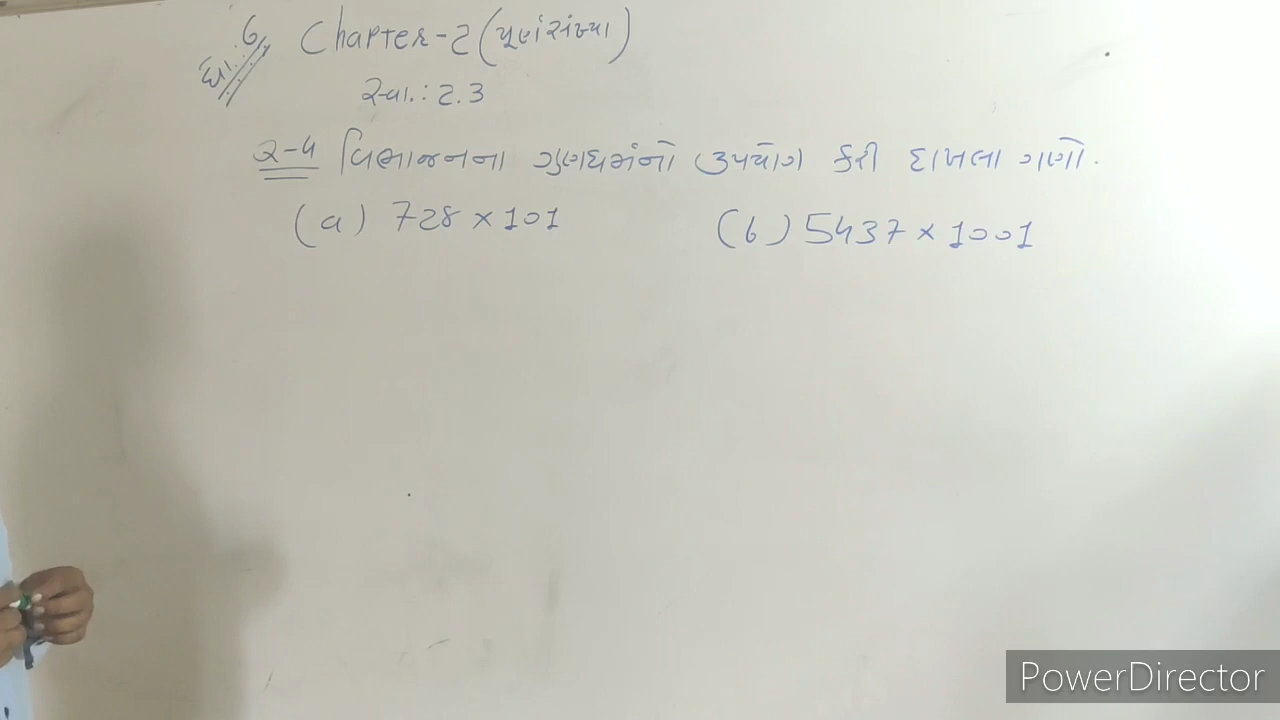 ધો. 6 Chapter-2 (પૂર્ણ સંખ્યા)
સ્વા.: 2.3
2-4 વિભાજનના ગુણધર્મનો ઉપયોગ કરી દાખલા ગણો.
(a) 728 × 101 (b) 5437 × 1001
PowerDirector